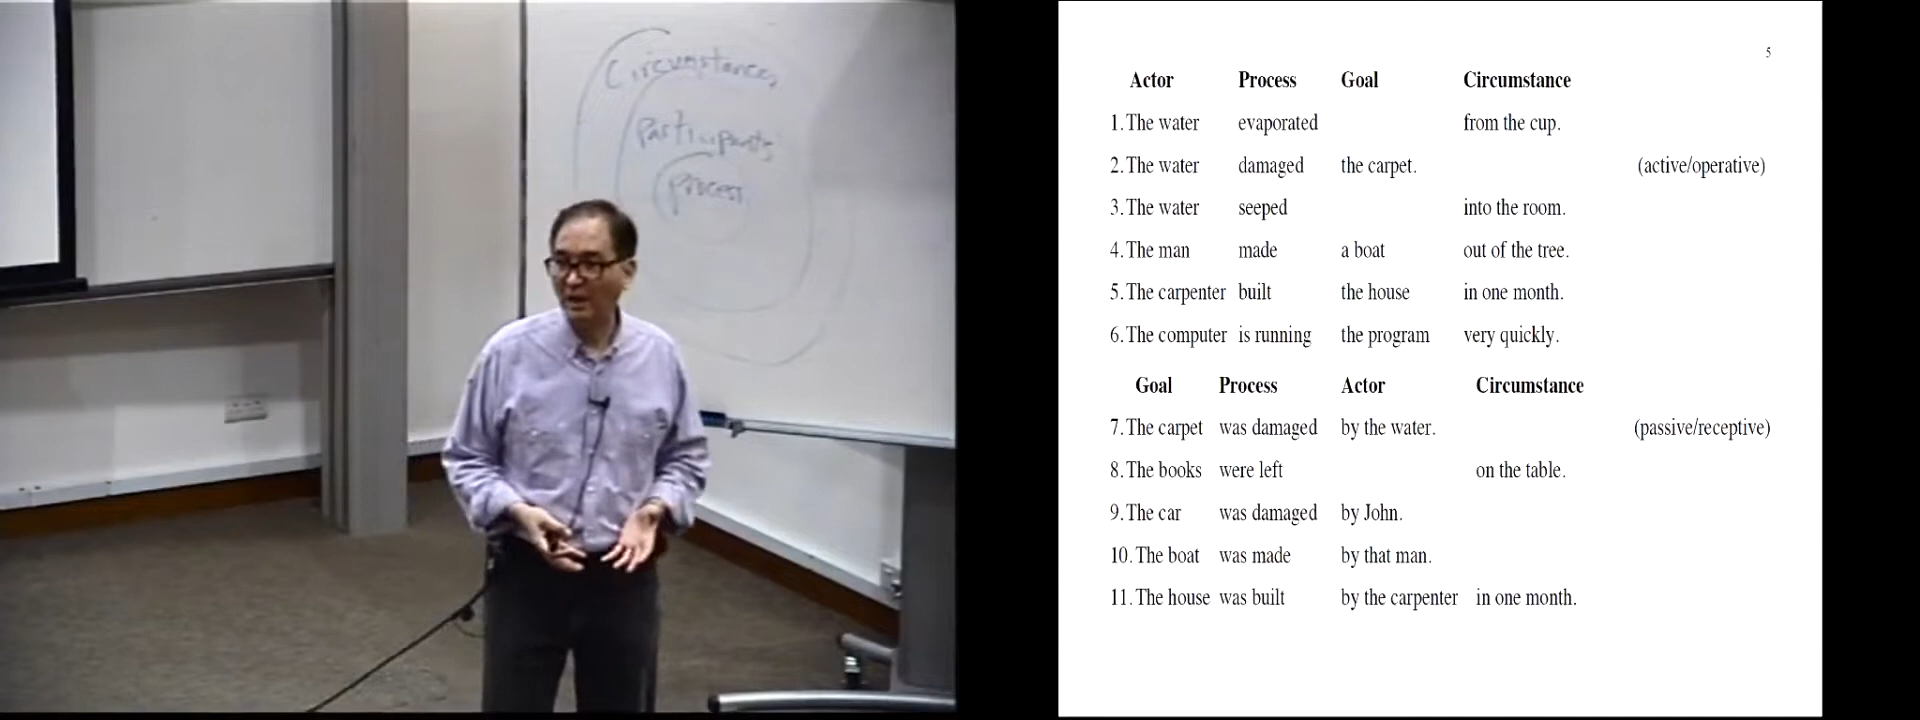 Circumstances
Participants
Process
5
Actor Process Goal Circumstance
1. The water evaporated from the cup.
2. The water damaged the carpet. (active/operative)
3. The water seeped into the room.
4. The man made a boat out of the tree.
5. The carpenter built the house in one month.
6. The computer is running the program very quickly.
Goal Process Actor Circumstance
7. The carpet was damaged by the water. (passive/receptive)
8. The books were left on the table.
9. The car was damaged by John.
10. The boat was made by that man.
11. The house was built by the carpenter in one month.